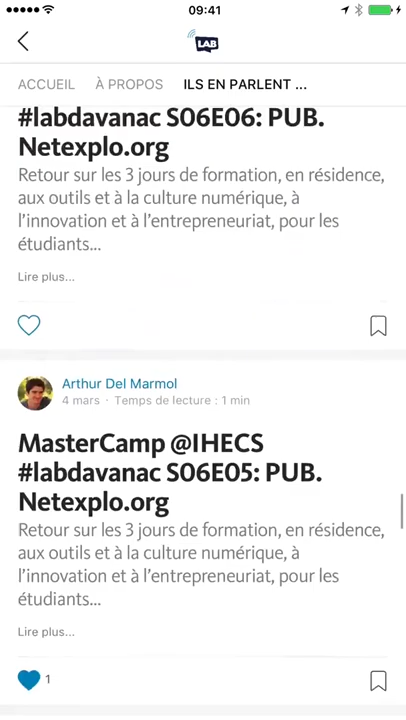 09:41
LAB
ACCUEIL À PROPOS ILS EN PARLENT ...
#labdavanac S06E06: PUB.
Netexplo.org
Retour sur les 3 jours de formation, en résidence,
aux outils et à la culture numérique, à
l’innovation et à l’entrepreneuriat, pour les
étudiants...
Lire plus...
Arthur Del Marmol
4 mars · Temps de lecture : 1 min
MasterCamp @IHECS
#labdavanac S06E05: PUB.
Netexplo.org
Retour sur les 3 jours de formation, en résidence,
aux outils et à la culture numérique, à
l’innovation et à l’entrepreneuriat, pour les
étudiants...
Lire plus...
1